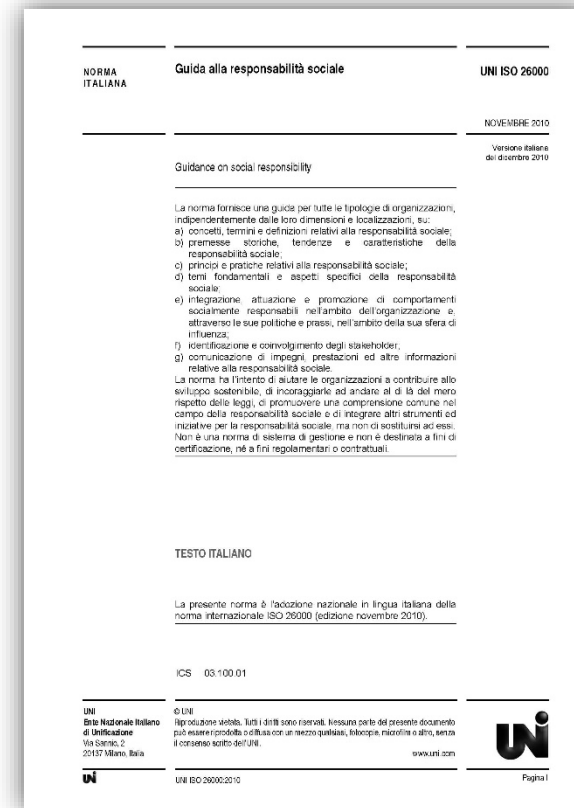 NORMA
ITALIANA
Guida alla responsabilità sociale
UNI ISO 26000
NOVEMBRE 2010
Versione italiana
del dicembre 2010
Guidance on social responsibility
La norma fornisce una guida per tutte le tipologie di organizzazioni,
indipendentemente dalle loro dimensioni e localizzazioni, su:
a) concetti, termini e definizioni relativi alla responsabilità sociale;
b) premesse storiche, tendenze e caratteristiche della
responsabilità sociale;
c) principi e pratiche relativi alla responsabilità sociale;
d) temi fondamentali e aspetti specifici della responsabilità
sociale;
e) integrazione, attuazione e promozione di comportamenti
socialmente responsabili nell'ambito dell'organizzazione e,
attraverso le sue politiche e prassi, nell'ambito della sua sfera di
influenza;
f) identificazione e coinvolgimento degli stakeholder;
g) comunicazione di impegni, prestazioni ed altre informazioni
relative alla responsabilità sociale.
La norma ha l'intento di aiutare le organizzazioni a contribuire allo
sviluppo sostenibile, di incoraggiarle ad andare al di là del mero
rispetto delle leggi, di promuovere una comprensione comune nel
campo della responsabilità sociale e di integrare altri strumenti ed
iniziative per la responsabilità sociale, ma non di sostituirsi ad essi.
Non è una norma di sistema di gestione e non è destinata a fini di
certificazione, né a fini regolamentari o contrattuali.
TESTO ITALIANO
La presente norma è l'adozione nazionale in lingua italiana della
norma internazionale ISO 26000 (edizione novembre 2010).
ICS 03.100.01
UNI
Ente Nazionale Italiano
di Unificazione
Via Sannio, 2
20137 Milano, Italia
© UNI
Riproduzione vietata. Tutti i diritti sono riservati. Nessuna parte del presente documento
può essere riprodotta o diffusa con un mezzo qualsiasi, fotocopie, microfilm o altro, senza
il consenso scritto dell'UNI.
www.uni.com
UNI
UNI
UNI ISO 26000:2010
Pagina I